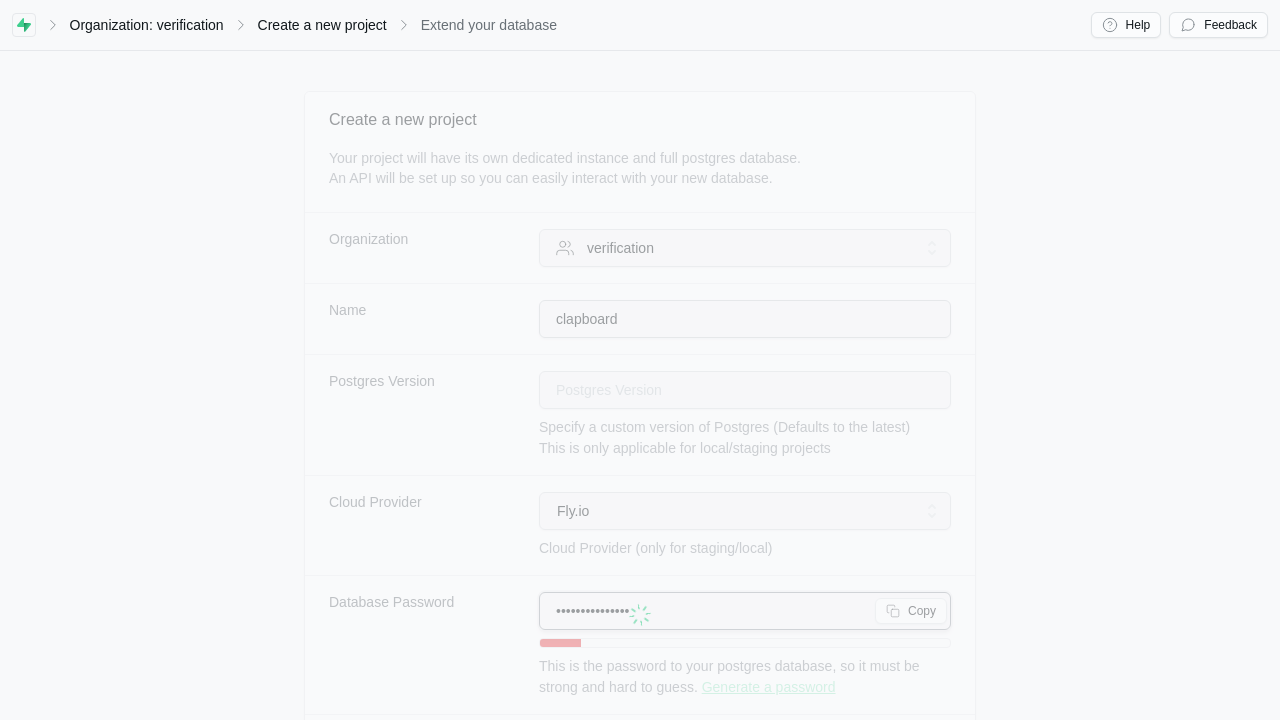 Organization: verification
Create a new project
Extend your database
Help
Feedback
Create a new project
Your project will have its own dedicated instance and full postgres database.
An API will be set up so you can easily interact with your new database.
Organization
verification
Name
clapboard
Postgres Version
Postgres Version
Specify a custom version of Postgres (Defaults to the latest)
This is only applicable for local/staging projects
Cloud Provider
Fly.io
Cloud Provider (only for staging/local)
Database Password
•••••••••••••••
Copy
This is the password to your postgres database, so it must be
strong and hard to guess. Generate a password